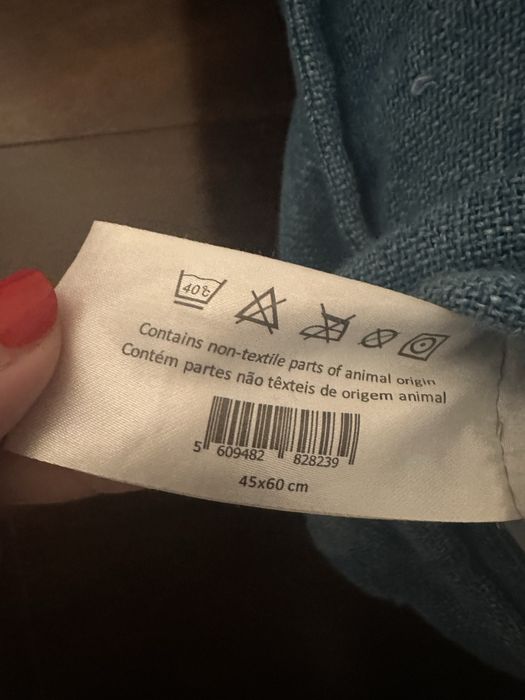 40°C
Contains non-textile parts of animal origin
Contém partes não têxteis de origem animal
5 609482 828239
45x60 cm